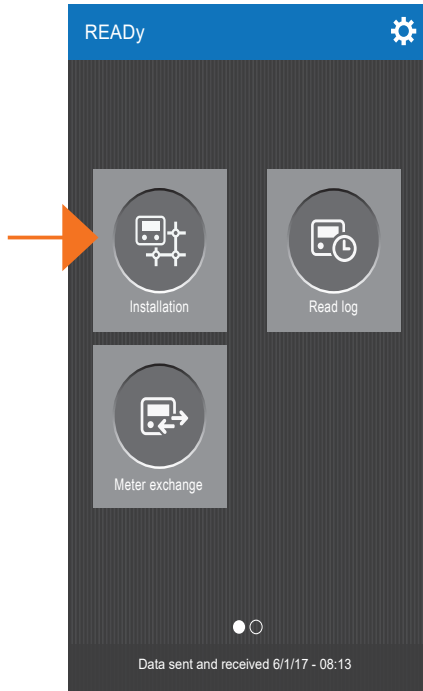 READy
Installation
Read log
Meter exchange
Data sent and received 6/1/17 - 08:13